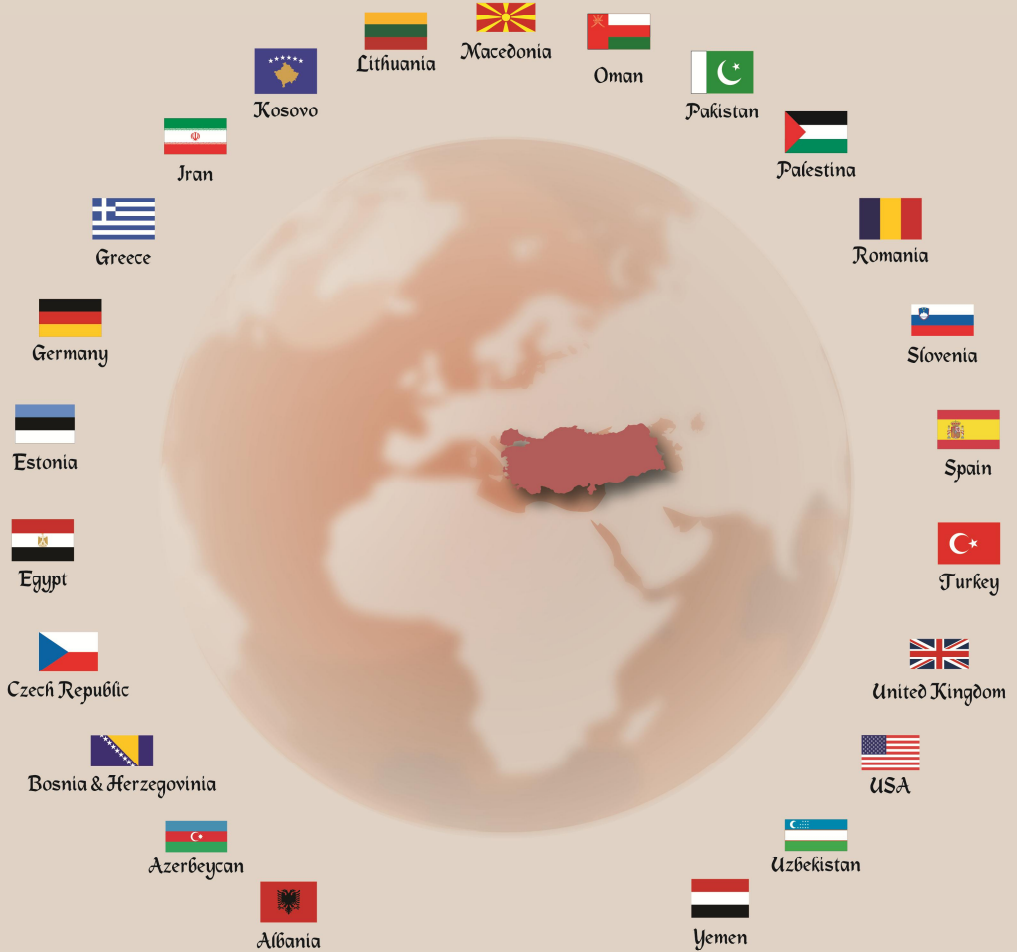 Lithuania
Macedonia
Oman
Kosovo
Pakistan
Iran
Palestina
Greece
Romania
Germany
Slovenia
Estonia
Spain
Egypt
Turkey
Czech Republic
United Kingdom
Bosnia & Herzegovinia
USA
Azerbeycan
Uzbekistan
Albania
Yemen